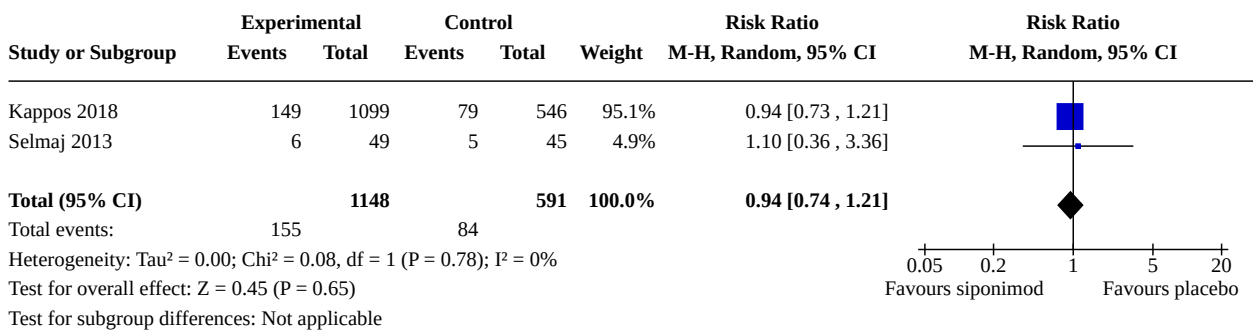 Experimental Control Risk Ratio Risk Ratio
Study or Subgroup Events Total Events Total Weight M-H, Random, 95% CI M-H, Random, 95% CI
Kappos 2018 149 1099 79 546 95.1% 0.94 [0.73 , 1.21]
Selmaj 2013 6 49 5 45 4.9% 1.10 [0.36 , 3.36]
Total (95% CI) 1148 591 100.0% 0.94 [0.74 , 1.21]
Total events: 155 84
Heterogeneity: Tau² = 0.00; Chi² = 0.08, df = 1 (P = 0.78); I² = 0%
0.05 0.2 1 5 20
Test for overall effect: Z = 0.45 (P = 0.65) Favours siponimod Favours placebo
Test for subgroup differences: Not applicable